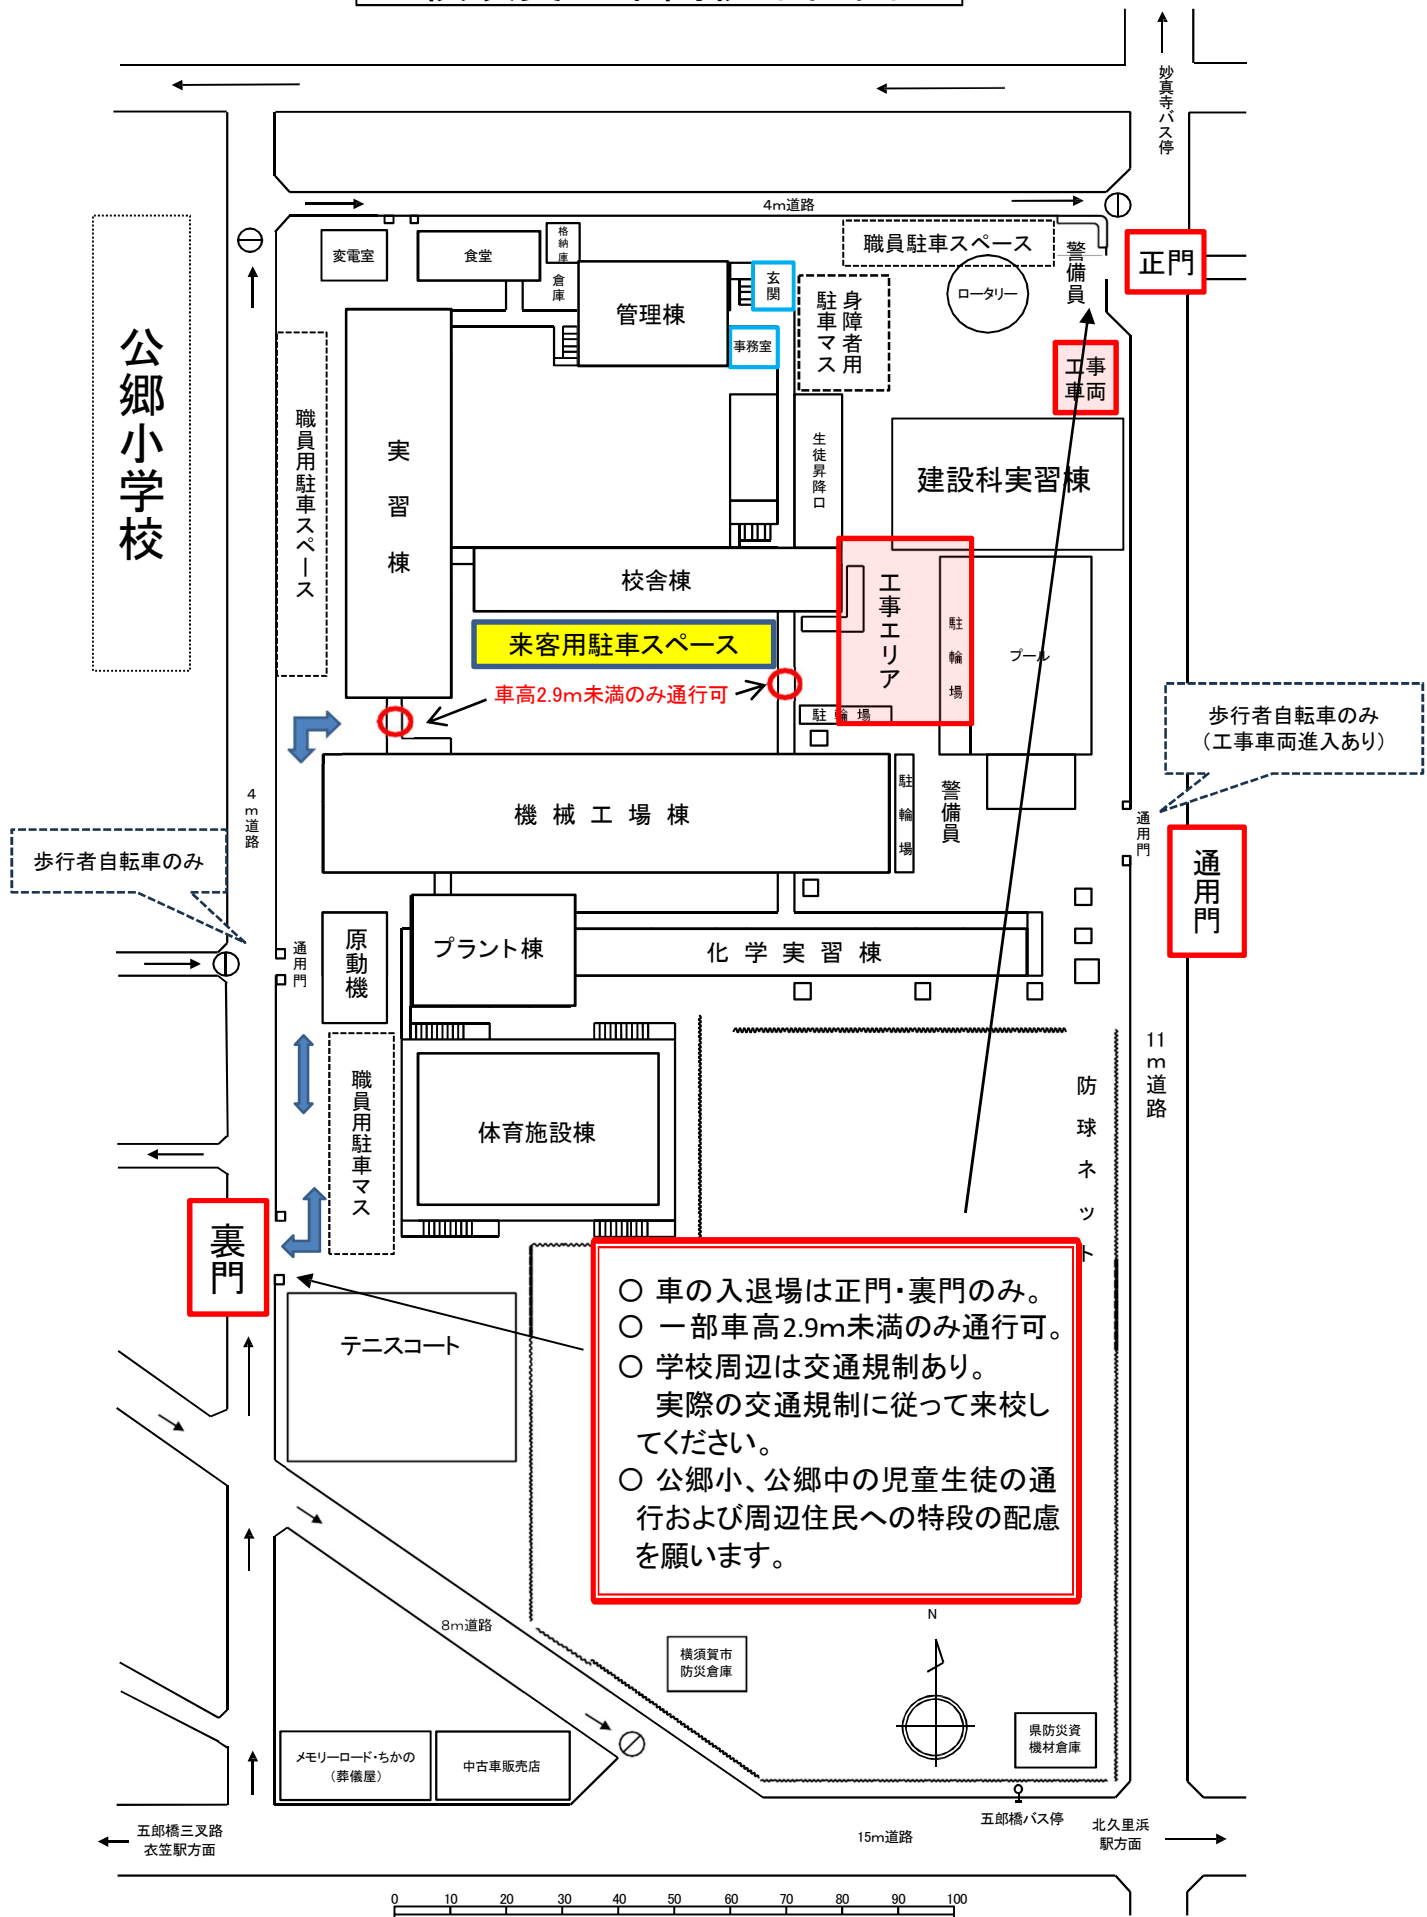 妙真寺バス停
4m道路
公郷小学校
変電室
食堂
格納庫
倉庫
管理棟
玄関
事務室
身障者用
駐車マス
職員駐車スペース
ロータリー
警備員
正門
工事
車両
職員用駐車スペース
実習棟
生徒昇降口
建設科実習棟
校舎棟
工事エリア
駐輪場
プール
来客用駐車スペース
車高2.9m未満のみ通行可
駐輪場
歩行者自転車のみ
(工事車両進入あり)
4m道路
機械工場棟
駐輪場
警備員
通用門
通用門
歩行者自転車のみ
通用門
原動機
プラント棟
化学実習棟
11m道路
職員用駐車マス
体育施設棟
防球ネット
裏門
テニスコート
○ 車の入退場は正門・裏門のみ。
○ 一部車高2.9m未満のみ通行可。
○ 学校周辺は交通規制あり。
実際の交通規制に従って来校し
てください。
○ 公郷小、公郷中の児童生徒の通
行および周辺住民への特段の配慮
を願います。
8m道路
横須賀市
防災倉庫
N
県防災資
機材倉庫
メモリーロード・ちかの
(葬儀屋)
中古車販売店
五郎橋バス停
五郎橋三叉路
衣笠駅方面
15m道路
北久里浜
駅方面
0 10 20 30 40 50 60 70 80 90 100